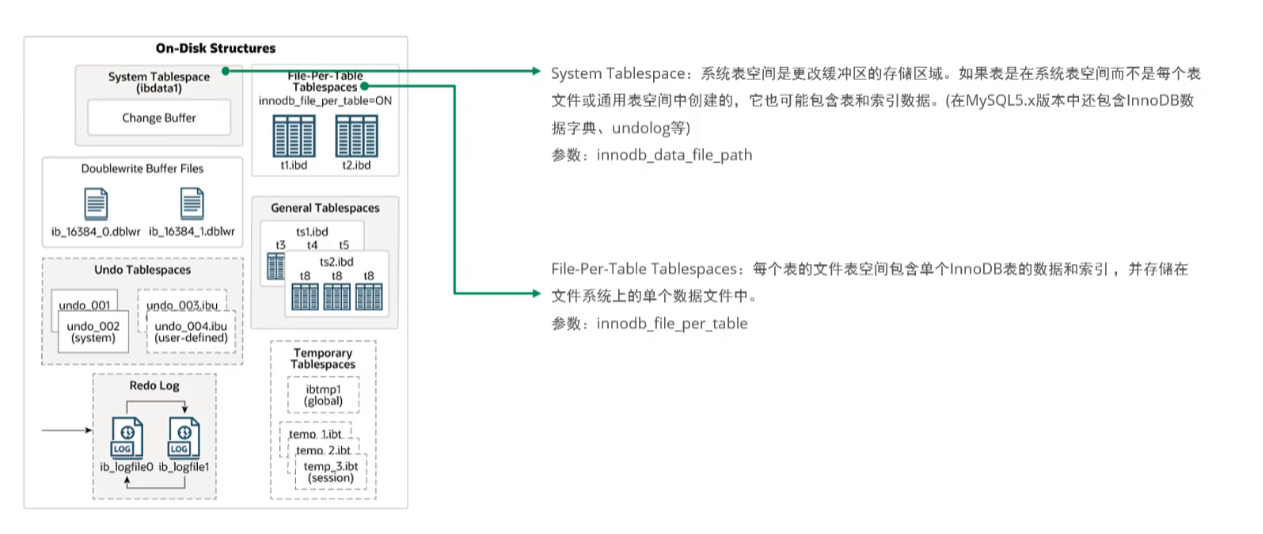 On-Disk Structures
System Tablespace
(ibdata1)
Change Buffer
File-Per-Table
Tablespaces
innodb_file_per_table=ON
t1.ibd
t2.ibd
Doublewrite Buffer Files
ib_16384_0.dblwr
ib_16384_1.dblwr
General Tablespaces
ts1.ibd
t3 t4 t5
ts2.ibd
t8 t8 t8
Undo Tablespaces
undo_001
undo_002
(system)
undo_003.ibu
undo_004.ibu
(user-defined)
Temporary
Tablespaces
ibtmp1
(global)
temp_1.ibt
temp_2.ibt
temp_3.ibt
(session)
Redo Log
LOG
LOG
ib_logfile0 ib_logfile1
System Tablespace：系统表空间是更改缓冲区的存储区域。如果表是在系统表空间而不是每个表
文件或通用表空间中创建的，它也可能包含表和索引数据。(在MySQL5.x版本中还包含InnoDB数
据字典、undolog等)
参数：innodb_data_file_path
File-Per-Table Tablespaces：每个表的文件表空间包含单个InnoDB表的数据和索引 ，并存储在
文件系统上的单个数据文件中。
参数：innodb_file_per_table